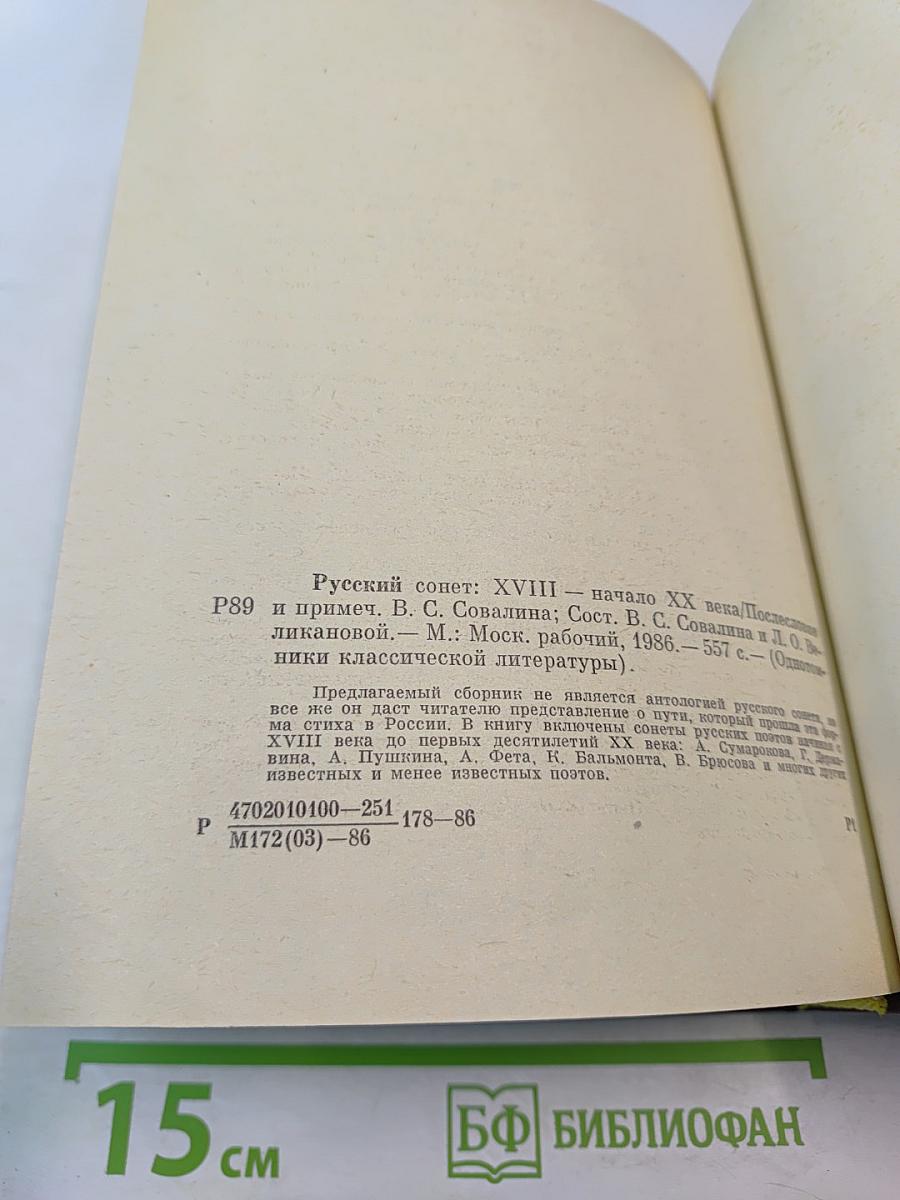 Русский сонет: XVIII — начало XX века/Послесловие
Р89 и примеч. В. С. Совалина; Сост. В. С. Совалина и Л. О. Ве-
ликановой.— М.: Моск. рабочий, 1986.— 557 с.— (Однотом-
ники классической литературы).
Предлагаемый сборник не является антологией русского сонета, но
все же он даст читателю представление о пути, который прошла эта фор-
ма стиха в России. В книгу включены сонеты русских поэтов начиная с
XVIII века до первых десятилетий XX века: А. Сумарокова, Г. Держа-
вина, А. Пушкина, А. Фета, К. Бальмонта, В. Брюсова и многих других
известных и менее известных поэтов.
4702010100—251
Р 178—86
М172(03)—86
Р1
15 см
БФ БИБЛИОФАН